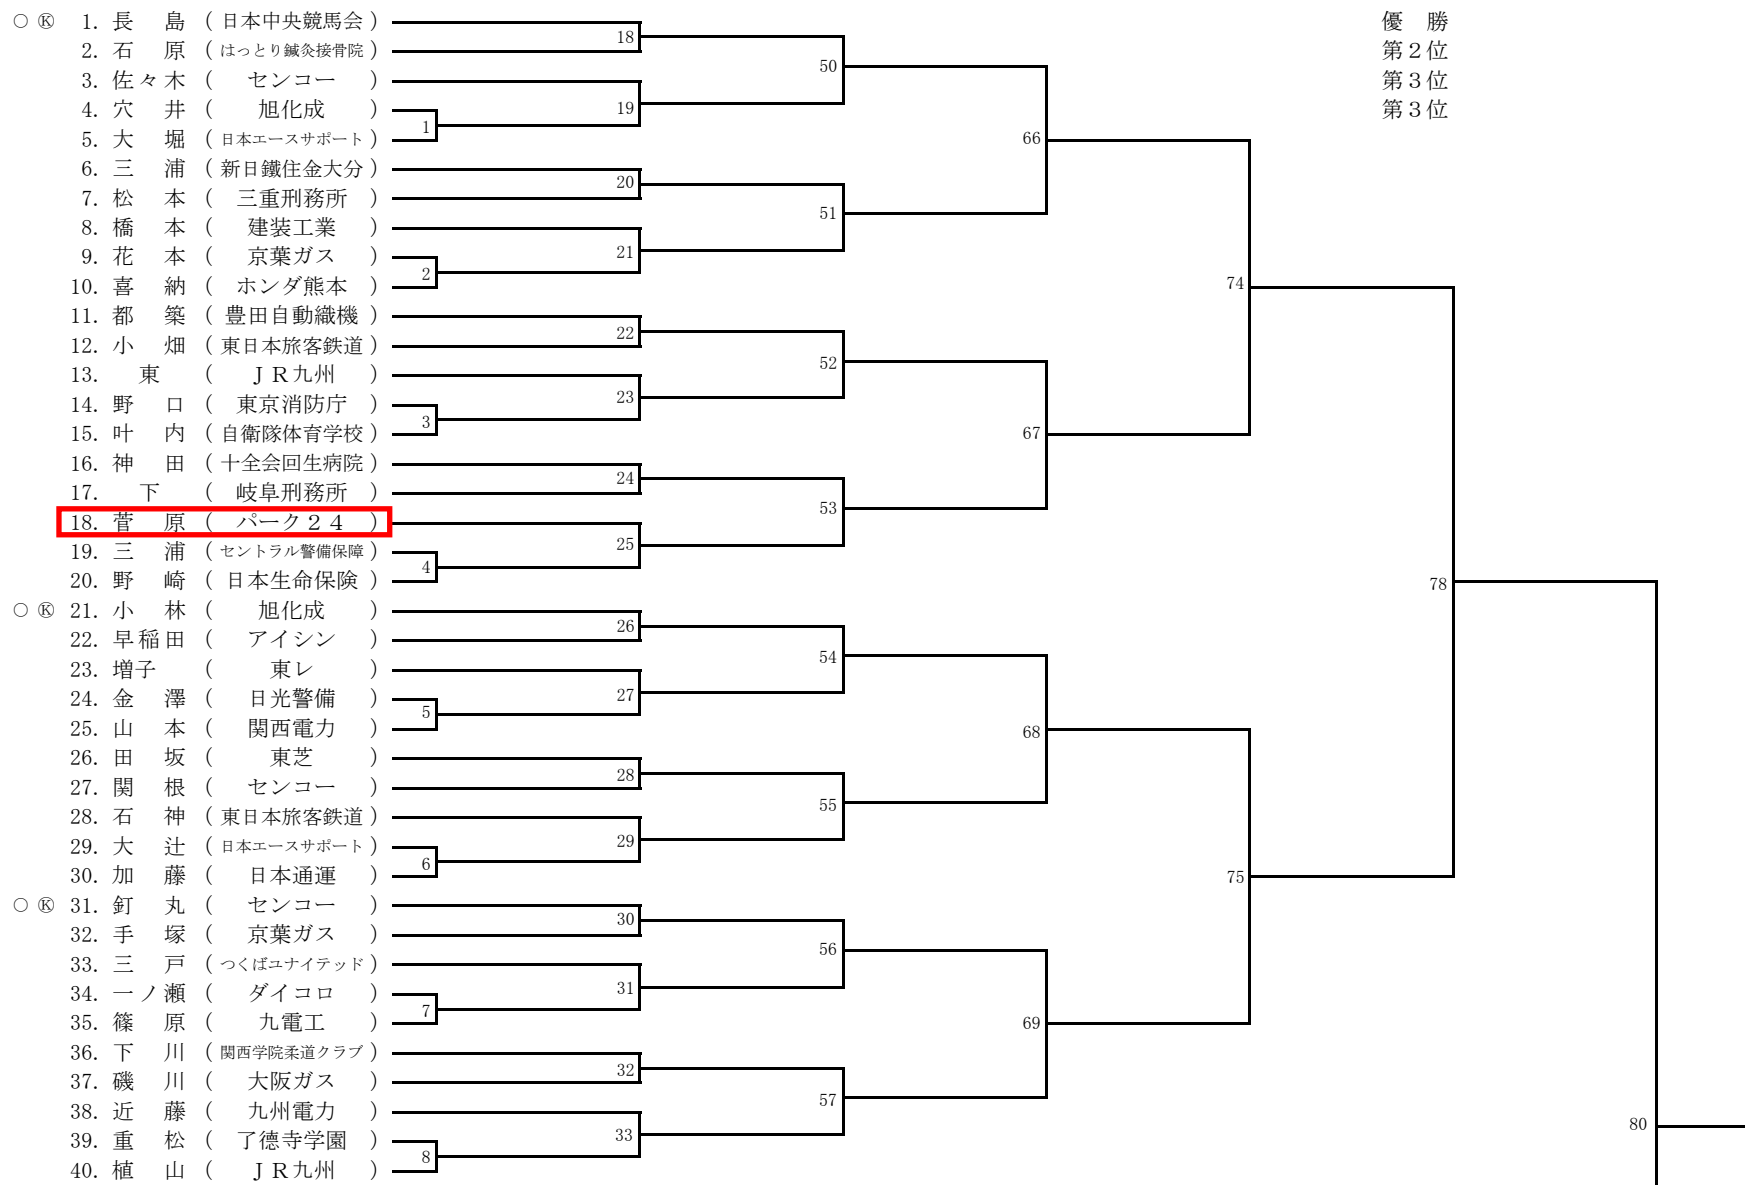 ○ Ⓚ 1. 長 島 ( 日本中央競馬会 )
2. 石 原 ( はっとり鍼灸接骨院 )
3. 佐々木 ( センコー )
4. 穴 井 ( 旭化成 )
5. 大 堀 ( 日本エースサポート )
6. 三 浦 ( 新日鐵住金大分 )
7. 松 本 ( 三重刑務所 )
8. 橋 本 ( 建装工業 )
9. 花 本 ( 京葉ガス )
10. 喜 納 ( ホンダ熊本 )
11. 都 築 ( 豊田自動織機 )
12. 小 畑 ( 東日本旅客鉄道 )
13. 東 ( ＪＲ九州 )
14. 野 口 ( 東京消防庁 )
15. 叶 内 ( 自衛隊体育学校 )
16. 神 田 ( 十全会回生病院 )
17. 下 ( 岐阜刑務所 )
18. 菅 原 ( パーク２４ )
19. 三 浦 ( セントラル警備保障 )
20. 野 崎 ( 日本生命保険 )
○ Ⓚ 21. 小 林 ( 旭化成 )
22. 早稲田 ( アイシン )
23. 増子 ( 東レ )
24. 金 澤 ( 日光警備 )
25. 山 本 ( 関西電力 )
26. 田 坂 ( 東芝 )
27. 関 根 ( センコー )
28. 石 神 ( 東日本旅客鉄道 )
29. 大 辻 ( 日本エースサポート )
30. 加 藤 ( 日本通運 )
○ Ⓚ 31. 釘 丸 ( センコー )
32. 手 塚 ( 京葉ガス )
33. 三 戸 ( つくばユナイテッド )
34. 一ノ瀬 ( ダイコロ )
35. 篠 原 ( 九電工 )
36. 下 川 ( 関西学院柔道クラブ )
37. 磯 川 ( 大阪ガス )
38. 近 藤 ( 九州電力 )
39. 重 松 ( 了德寺学園 )
40. 植 山 ( ＪＲ九州 )
1
2
3
4
5
6
7
8
18
19
20
21
22
23
24
25
26
27
28
29
30
31
32
33
50
51
52
53
54
55
56
57
66
67
68
69
74
75
78
80
優 勝
第２位
第３位
第３位